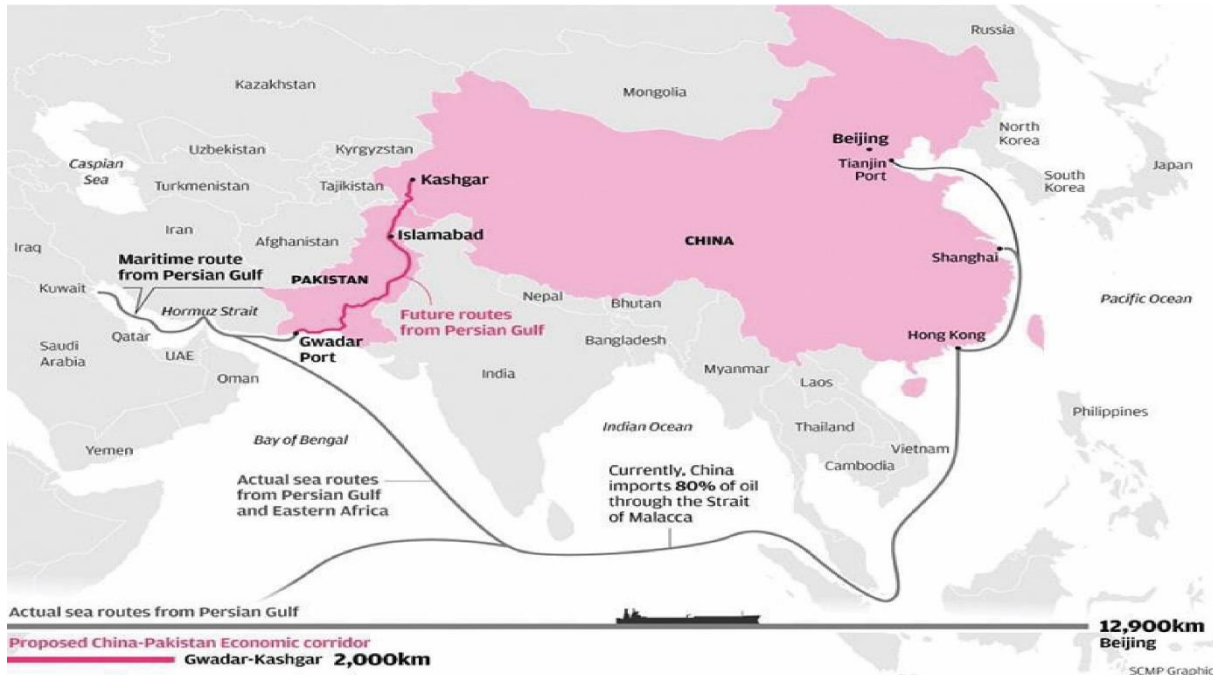 Russia
Kazakhstan
Mongolia
Beijing
Tianjin
Port
North
Korea
Japan
South
Korea
Caspian
Sea
Uzbekistan
Kyrgyzstan
Turkmenistan
Tajikistan
Kashgar
Iraq
Iran
Afghanistan
Islamabad
CHINA
Shanghai
Maritime route
from Persian Gulf
PAKISTAN
Kuwait
Hormuz Strait
Future routes
from Persian Gulf
Nepal
Bhutan
Pacific Ocean
Qatar
Gwadar
Port
Bangladesh
Hong Kong
Saudi
Arabia
UAE
Oman
India
Myanmar
Laos
Philippines
Yemen
Bay of Bengal
Indian Ocean
Thailand
Vietnam
Cambodia
Actual sea routes
from Persian Gulf
and Eastern Africa
Currently, China
imports 80% of oil
through the Strait
of Malacca
Actual sea routes from Persian Gulf
12,900km
Beijing
Proposed China-Pakistan Economic corridor
Gwadar-Kashgar 2,000km
SCMP Graphic